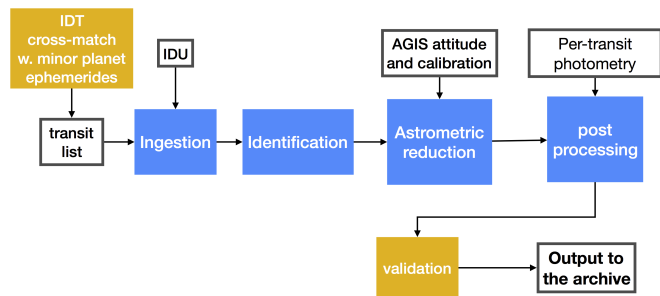 IDT
cross-match
w. minor planet
ephemerides
IDU
AGIS attitude
and calibration
Per-transit
photometry
transit
list
Ingestion
Identification
Astrometric
reduction
post
processing
validation
Output to
the archive